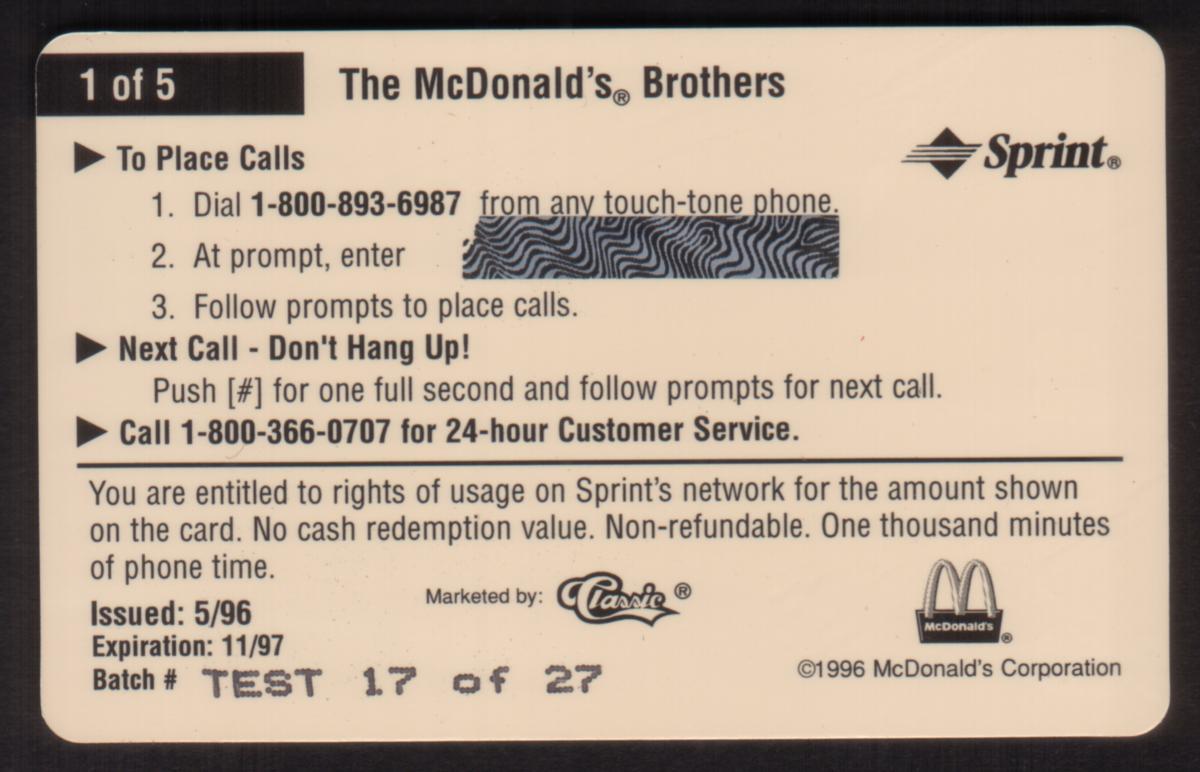 1 of 5
The McDonald's® Brothers
Sprint®
▶ To Place Calls
1. Dial 1-800-893-6987 from any touch-tone phone.
2. At prompt, enter
3. Follow prompts to place calls.
▶ Next Call - Don't Hang Up!
Push [#] for one full second and follow prompts for next call.
▶ Call 1-800-366-0707 for 24-hour Customer Service.
You are entitled to rights of usage on Sprint's network for the amount shown
on the card. No cash redemption value. Non-refundable. One thousand minutes
of phone time.
Marketed by: Classic®
Issued: 5/96
Expiration: 11/97
Batch # TEST 17 of 27
McDonald's®
©1996 McDonald's Corporation